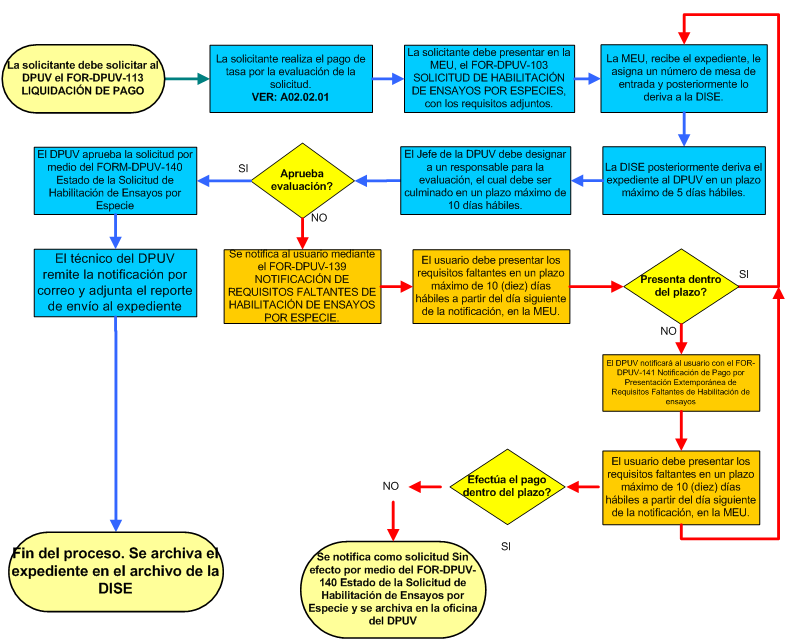 La solicitante debe solicitar al
DPUV el FOR-DPUV-113
LIQUIDACIÓN DE PAGO
La solicitante realiza el pago de
tasa por la evaluación de la
solicitud.
VER: A02.02.01
La solicitante debe presentar en la
MEU, el FOR-DPUV-103
SOLICITUD DE HABILITACIÓN
DE ENSAYOS POR ESPECIES,
con los requisitos adjuntos.
La MEU, recibe el expediente, le
asigna un número de mesa de
entrada y posteriormente lo
deriva a la DISE.
La DISE posteriormente deriva el
expediente al DPUV en un plazo
máximo de 5 días hábiles.
El Jefe de la DPUV debe designar
a un responsable para la
evaluación, el cual debe ser
culminado en un plazo máximo de
10 días hábiles.
Aprueba
evaluación?
SI
NO
El DPUV aprueba la solicitud por
medio del FORM-DPUV-140
Estado de la Solicitud de
Habilitación de Ensayos por
Especie
El técnico del DPUV
remite la notificación por
correo y adjunta el reporte
de envío al expediente
Se notifica al usuario mediante
el FOR-DPUV-139
NOTIFICACIÓN DE
REQUISITOS FALTANTES DE
HABILITACIÓN DE ENSAYOS
POR ESPECIE.
El usuario debe presentar los
requisitos faltantes en un plazo
máximo de 10 (diez) días
hábiles a partir del día siguiente
de la notificación, en la MEU.
Presenta dentro
del plazo?
SI
NO
El DPUV notificará al usuario con el FOR-
DPUV-141 Notificación de Pago por
Presentación Extemporánea de
Requisitos Faltantes de Habilitación de
ensayos
El usuario debe presentar los
requisitos faltantes en un plazo
máximo de 10 (diez) días
hábiles a partir del día siguiente
de la notificación, en la MEU.
Efectúa el pago
dentro del plazo?
NO
SI
Se notifica como solicitud Sin
efecto por medio del FOR-DPUV-
140 Estado de la Solicitud de
Habilitación de Ensayos por
Especie y se archiva en la oficina
del DPUV
Fin del proceso. Se archiva el
expediente en el archivo de la
DISE